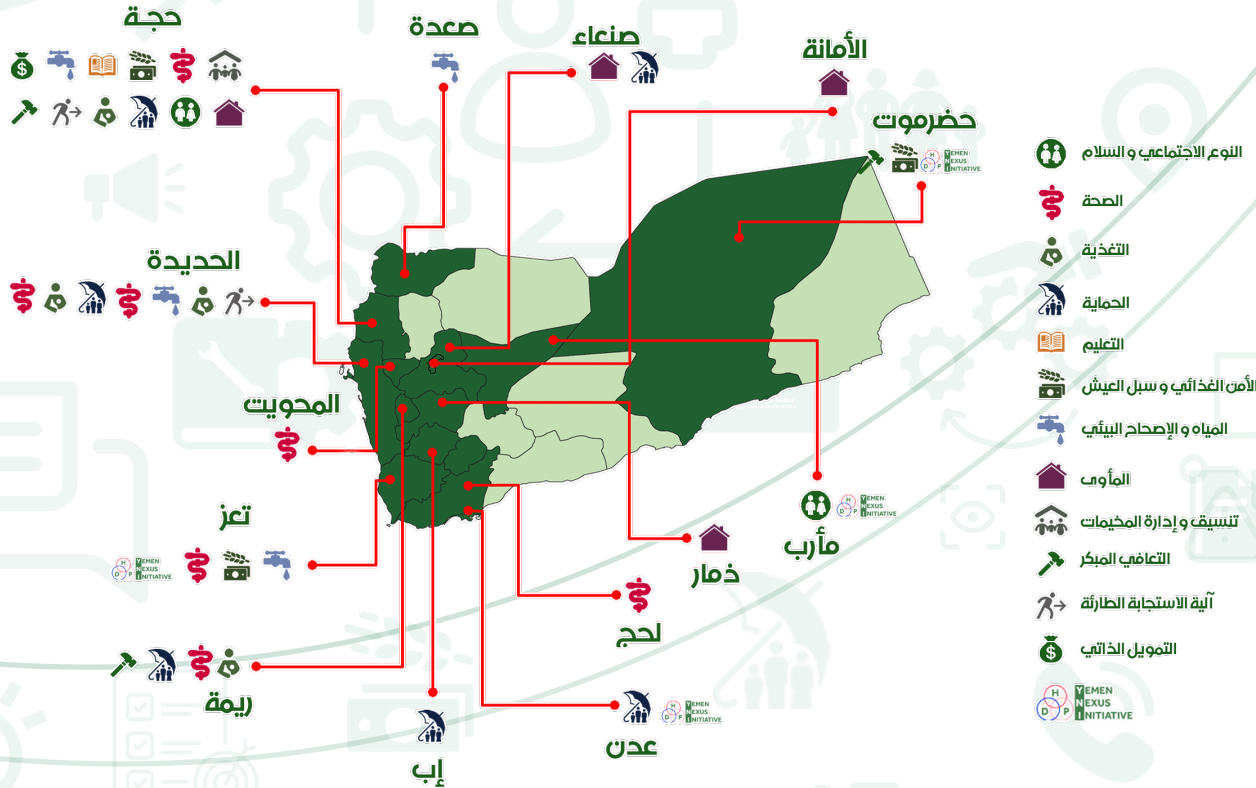 حجة
صعدة
صنعاء
الأمانة
حضرموت
YEMEN
NEXUS
INITIATIVE
H
D P
الحديدة
المحويت
تعز
H
D P
YEMEN
NEXUS
INITIATIVE
ريمة
إب
عدن
H
D P
YEMEN
NEXUS
INITIATIVE
لحج
ذمار
مأرب
H
D P
YEMEN
NEXUS
INITIATIVE
النوع الاجتماعي و السلام
الصحة
التغذية
الحماية
التعليم
الأمن الغذائي و سبل العيش
المياه و الإصحاح البيئي
المأوى
تنسيق و إدارة المخيمات
التعافي المبكر
آلية الاستجابة الطارئة
التمويل الذاتي
H
D P
YEMEN
NEXUS
INITIATIVE